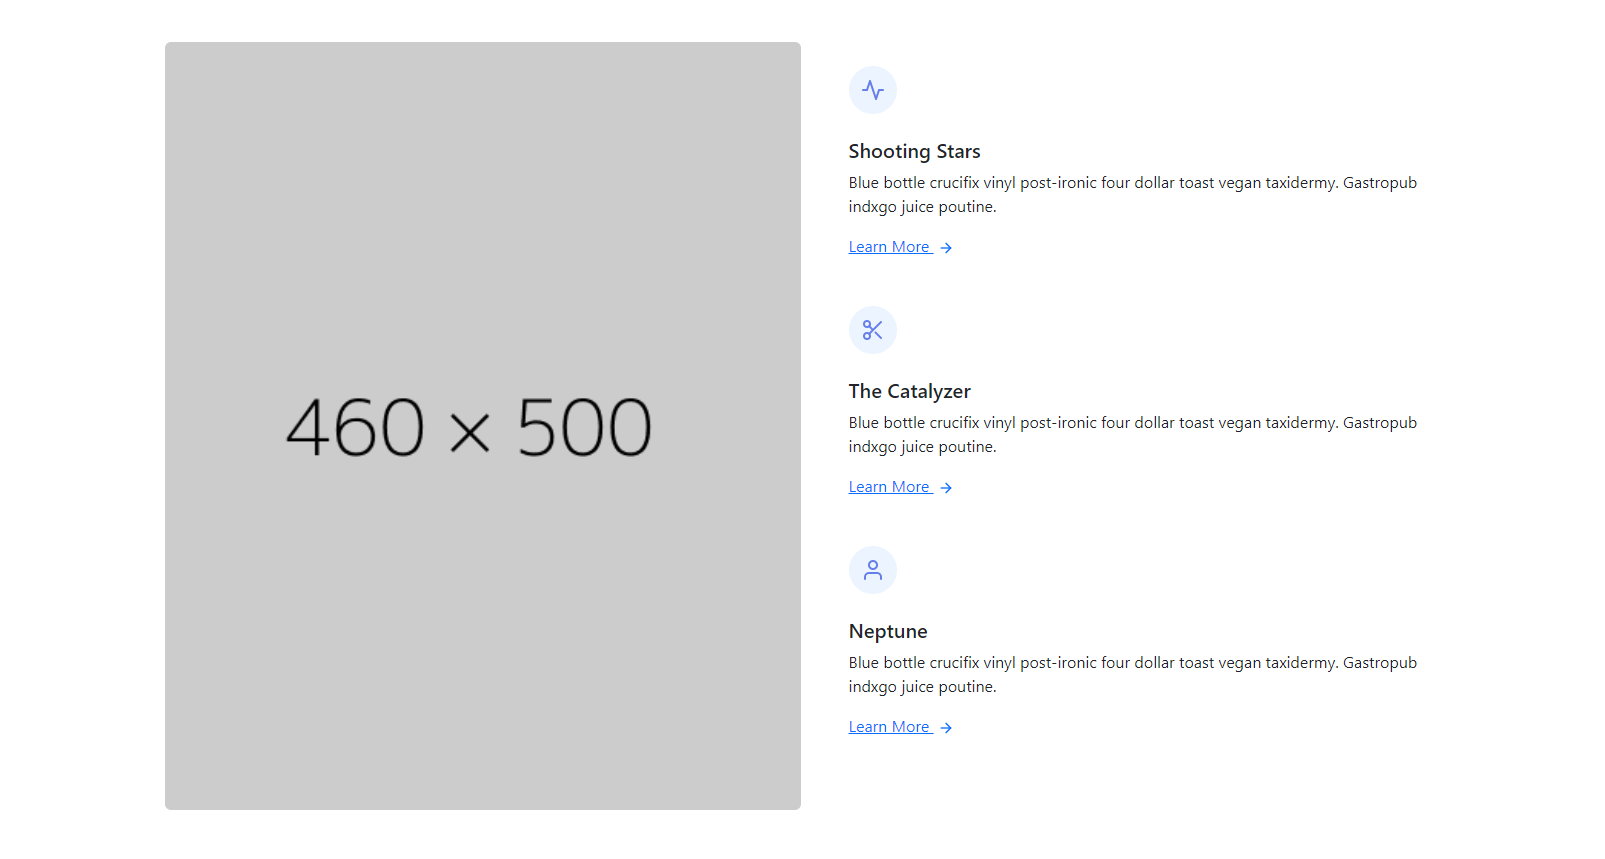 460 × 500
Shooting Stars
Blue bottle crucifix vinyl post-ironic four dollar toast vegan taxidermy. Gastropub
indxgo juice poutine.
Learn More →
The Catalyzer
Blue bottle crucifix vinyl post-ironic four dollar toast vegan taxidermy. Gastropub
indxgo juice poutine.
Learn More →
Neptune
Blue bottle crucifix vinyl post-ironic four dollar toast vegan taxidermy. Gastropub
indxgo juice poutine.
Learn More →